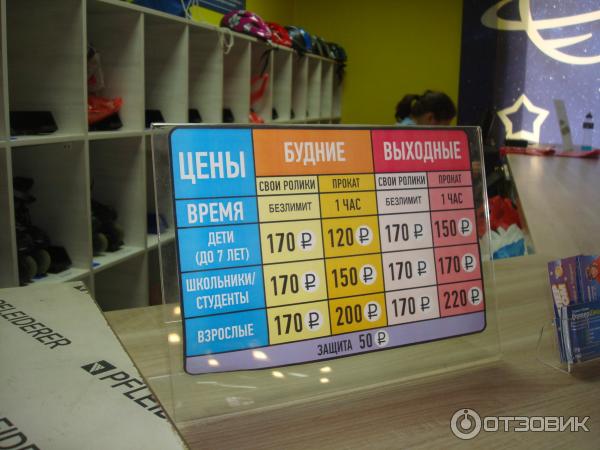 ЦЕНЫ БУДНИЕ ВЫХОДНЫЕ
СВОИ РОЛИКИ ПРОКАТ СВОИ РОЛИКИ ПРОКАТ
ВРЕМЯ БЕЗЛИМИТ 1 ЧАС БЕЗЛИМИТ 1 ЧАС
ДЕТИ
(ДО 7 ЛЕТ) 170 ₽ 120 ₽ 170 ₽ 150 ₽
ШКОЛЬНИКИ/
СТУДЕНТЫ 170 ₽ 150 ₽ 170 ₽ 170 ₽
ВЗРОСЛЫЕ 170 ₽ 200 ₽ 170 ₽ 220 ₽
ЗАЩИТА 50 ₽
PFLEIDERER
PFLEIDERER
LEIDERER
ОТЗОВИК